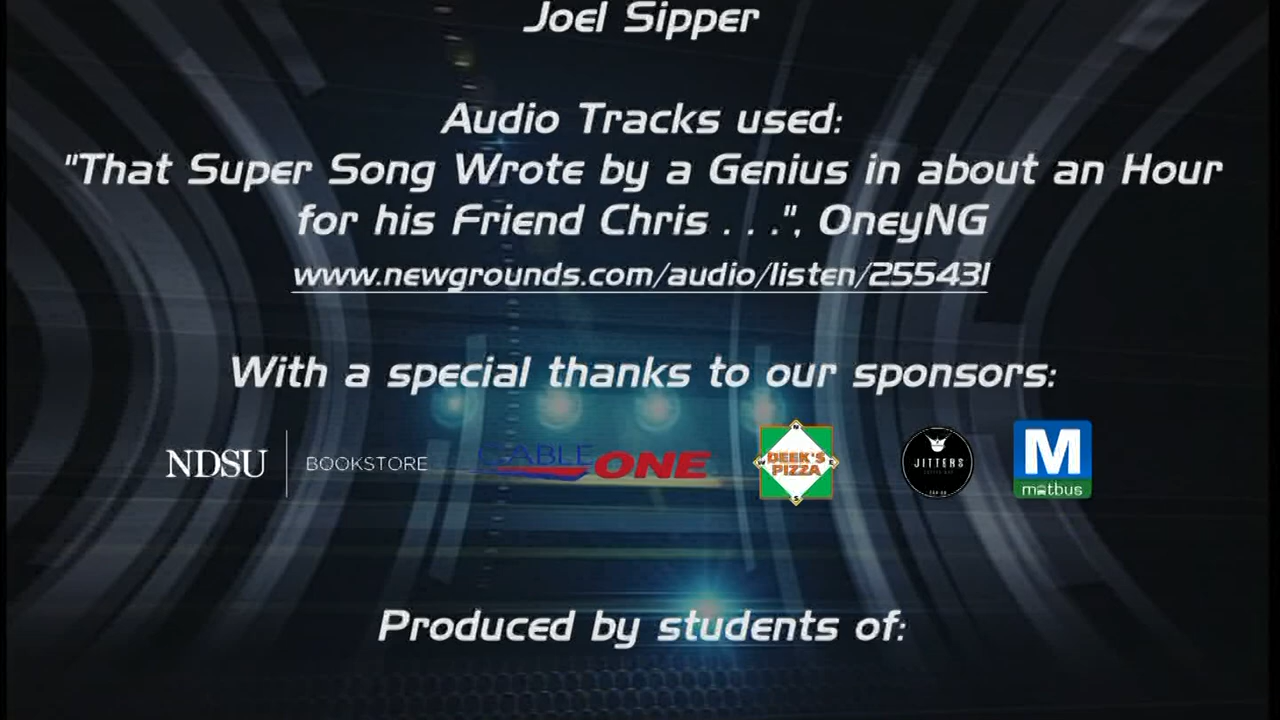 Joel Sipper
Audio Tracks used:
"That Super Song Wrote by a Genius in about an Hour
for his Friend Chris . . .", OneyNG
www.newgrounds.com/audio/listen/255431
With a special thanks to our sponsors:
NDSU BOOKSTORE CABLE ONE N W DEEK'S PIZZA E S JITTERS M matbus
Produced by students of: